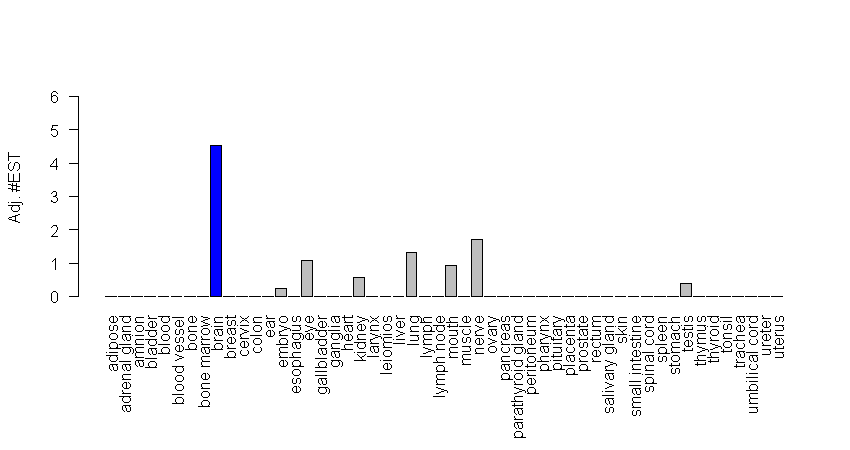 Adj. #EST
6
5
4
3
2
1
0
adipose
adrenal gland
amnion
bladder
blood
blood vessel
bone
bone marrow
brain
breast
cervix
colon
ear
embryo
esophagus
eye
gallbladder
ganglia
heart
kidney
larynx
leiomios
liver
lung
lymph
lymph node
mouth
muscle
nerve
ovary
pancreas
parathyroid gland
peritoneum
pharynx
pituitary
placenta
prostate
rectum
salivary gland
skin
small intestine
spinal cord
spleen
stomach
testis
thymus
thyroid
tonsil
trachea
umbilical cord
ureter
uterus